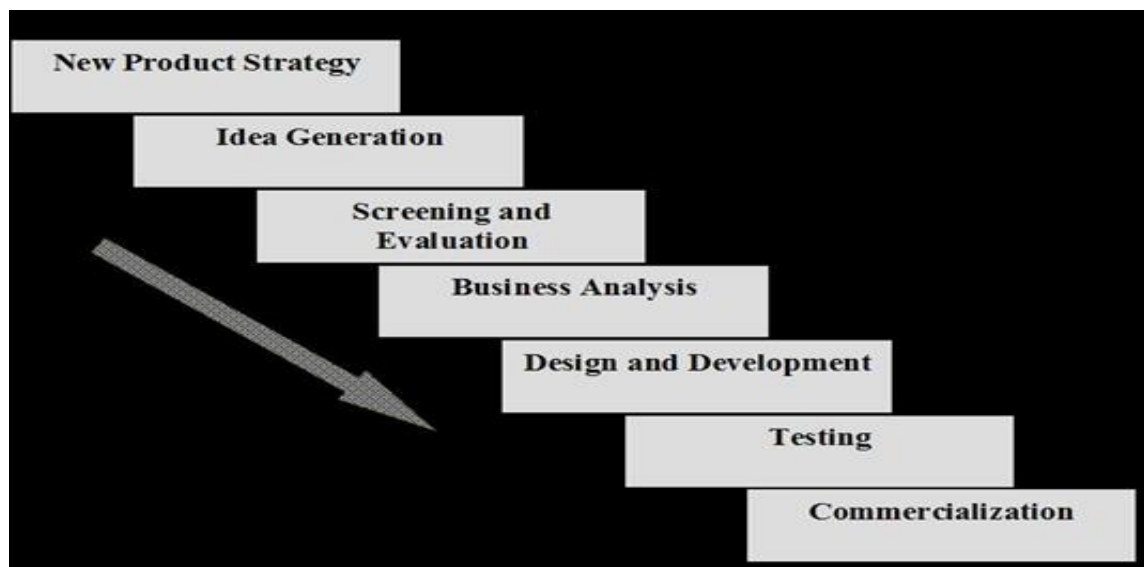 New Product Strategy
Idea Generation
Screening and
Evaluation
Business Analysis
Design and Development
Testing
Commercialization